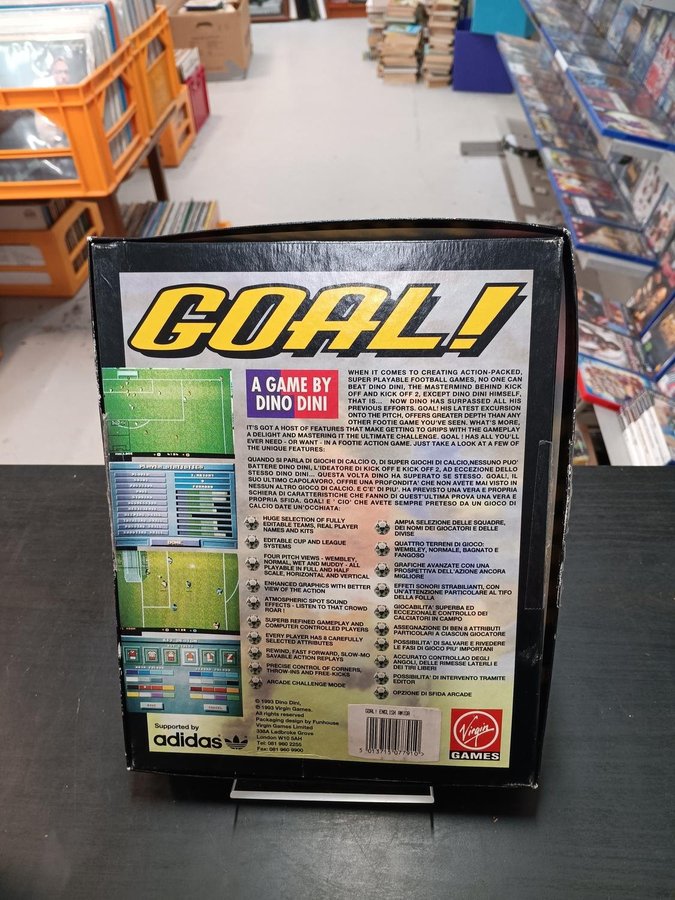 GOAL!
A GAME BY
DINO DINI
WHEN IT COMES TO CREATING ACTION-PACKED,
SUPER PLAYABLE FOOTBALL GAMES, NO ONE CAN
BEAT DINO DINI, THE MASTERMIND BEHIND KICK
OFF AND KICK OFF 2, EXCEPT DINO DINI HIMSELF,
THAT IS... NOW DINO HAS SURPASSED ALL HIS
PREVIOUS EFFORTS. GOAL! HIS LATEST EXCURSION
ONTO THE PITCH, OFFERS GREATER DEPTH THAN ANY
OTHER FOOTIE GAME YOU'VE SEEN. WHAT'S MORE,
IT'S GOT A HOST OF FEATURES THAT MAKE GETTING TO GRIPS WITH THE GAMEPLAY
A DELIGHT AND MASTERING IT THE ULTIMATE CHALLENGE. GOAL! HAS ALL YOU'LL
EVER NEED - OR WANT - IN A FOOTIE ACTION GAME. JUST TAKE A LOOK AT A FEW OF
THE UNIQUE FEATURES:
QUANDO SI PARLA DI GIOCHI DI CALCIO O, DI SUPER GIOCHI DI CALCIO,NESSUNO PUO'
BATTERE DINO DINI, L'IDEATORE DI KICK OFF E KICK OFF 2, AD ECCEZIONE DELLO
STESSO DINO DINI... QUESTA VOLTA DINO HA SUPERATO SE STESSO. GOAL!, IL
SUO ULTIMO CAPOLAVORO, OFFRE UNA PROFONDITA' CHE NON AVETE MAI VISTO IN
NESSUN ALTRO GIOCO DI CALCIO. E C'E' DI PIU', HA PREVISTO UNA VERA E PROPRIA
SCHIERA DI CARATTERISTICHE CHE FANNO DI QUEST'ULTIMA PROVA UNA VERA E
PROPRIA SFIDA. GOAL! E ' CIO' CHE AVETE SEMPRE PRETESO DA UN GIOCO DI
CALCIO DATE UN'OCCHIATA:
HUGE SELECTION OF FULLY
EDITABLE TEAMS, REAL PLAYER
NAMES AND KITS
EDITABLE CUP AND LEAGUE
SYSTEMS
FOUR PITCH VIEWS - WEMBLEY,
NORMAL, WET AND MUDDY - ALL
PLAYABLE IN FULL AND HALF
SCALE, HORIZONTAL AND VERTICAL
ENHANCED GRAPHICS WITH BETTER
VIEW OF THE ACTION
ATMOSPHERIC SPOT SOUND
EFFECTS - LISTEN TO THAT CROWD
ROAR !
SUPERB REFINED GAMEPLAY AND
COMPUTER CONTROLLED PLAYERS
EVERY PLAYER HAS 8 CAREFULLY
SELECTED ATTRIBUTES
REWIND, FAST FORWARD, SLOW-MO
SAVABLE ACTION REPLAYS
PRECISE CONTROL OF CORNERS,
THROW-INS AND FREE-KICKS
ARCADE CHALLENGE MODE
AMPIA SELEZIONE DELLE SQUADRE,
DEI NOMI DEI GIOCATORI E DELLE
DIVISE
QUATTRO TERRENI DI GIOCO:
WEMBLEY, NORMALE, BAGNATO E
FANGOSO
GRAFICHE AVANZATE CON UNA
PROSPETTIVA DELL'AZIONE ANCORA
MIGLIORE
EFFETI SONORI STRABILIANTI, CON
UN'ATTENZIONE PARTICOLARE AL TIFO
DELLA FOLLA
GIOCABILITA' SUPERBA ED
ECCEZIONALE CONTROLLO DEI
CALCIATORI IN CAMPO
ASSEGNAZIONE DI BEN 8 ATTRIBUTI
PARTICOLARI A CIASCUN GIOCATORE
POSSIBILITA' DI SALVARE E RIVEDERE
LE FASI DI GIOCO PIU' IMPORTANTI
ACCURATO CONTROLLAO DEGLI
ANGOLI, DELLE RIMESSE LATERLI E
DEI TIRI LIBERI
POSSIBILITA' DI INTERVENTO TRAMITE
EDITOR
OPZIONE DI SFIDA ARCADE
PLAYER STATISTICS
Supported by
adidas
© 1993 Dino Dini.
© 1993 Virgin Games.
All rights reserved
Packaging design by Funhouse
Virgin Games Limited
338A Ladbroke Grove
London W10 5AH
Tel: 081 960 2255
Fax: 081 960 9900
GOAL! ENGLISH AMIGA
5 013715 077910
Virgin
GAMES